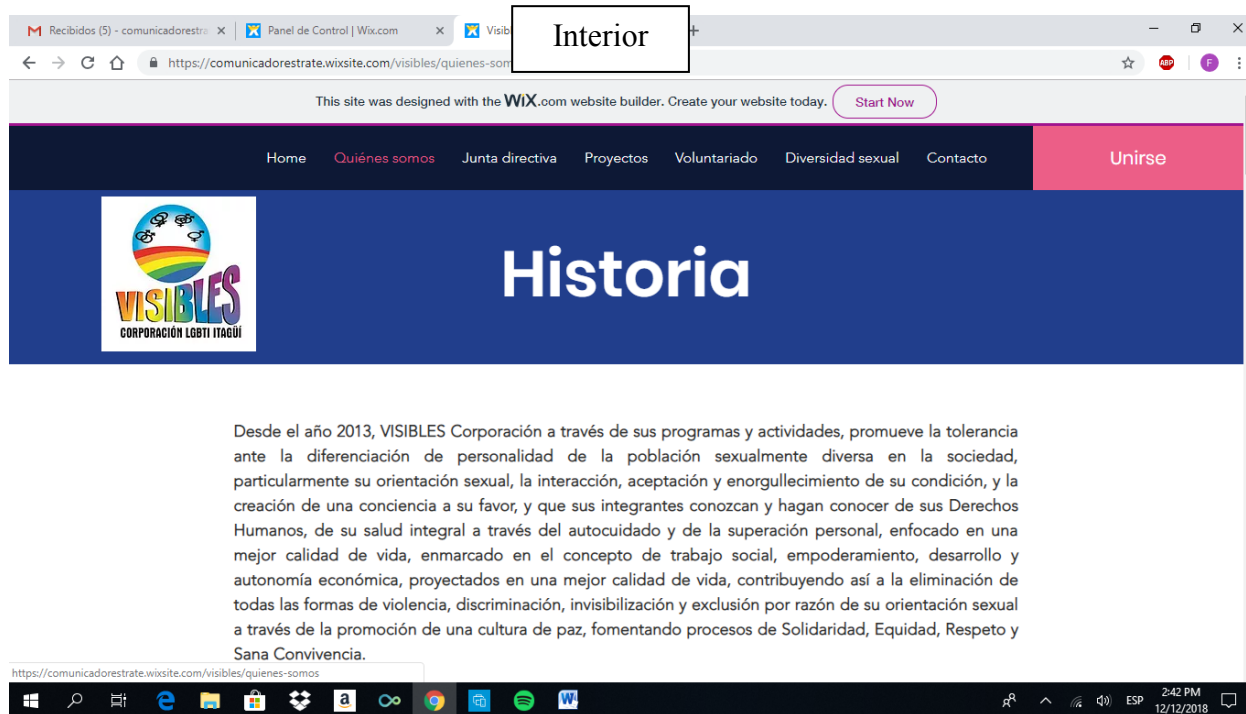 Recibidos (5) - comunicadorestra
Panel de Control | Wix.com
Visib
Interior
https://comunicadorestrate.wixsite.com/visibles/quienes-som
ABP
F
This site was designed with the WiX.com website builder. Create your website today. Start Now
Home Quiénes somos Junta directiva Proyectos Voluntariado Diversidad sexual Contacto Unirse
VISIBLES
CORPORACIÓN LGBTI ITAGÜÍ
Historia
Desde el año 2013, VISIBLES Corporación a través de sus programas y actividades, promueve la tolerancia
ante la diferenciación de personalidad de la población sexualmente diversa en la sociedad,
particularmente su orientación sexual, la interacción, aceptación y enorgullecimiento de su condición, y la
creación de una conciencia a su favor, y que sus integrantes conozcan y hagan conocer de sus Derechos
Humanos, de su salud integral a través del autocuidado y de la superación personal, enfocado en una
mejor calidad de vida, enmarcado en el concepto de trabajo social, empoderamiento, desarrollo y
autonomía económica, proyectados en una mejor calidad de vida, contribuyendo así a la eliminación de
todas las formas de violencia, discriminación, invisibilización y exclusión por razón de su orientación sexual
a través de la promoción de una cultura de paz, fomentando procesos de Solidaridad, Equidad, Respeto y
Sana Convivencia.
https://comunicadorestrate.wixsite.com/visibles/quienes-somos
ESP
2:42 PM
12/12/2018